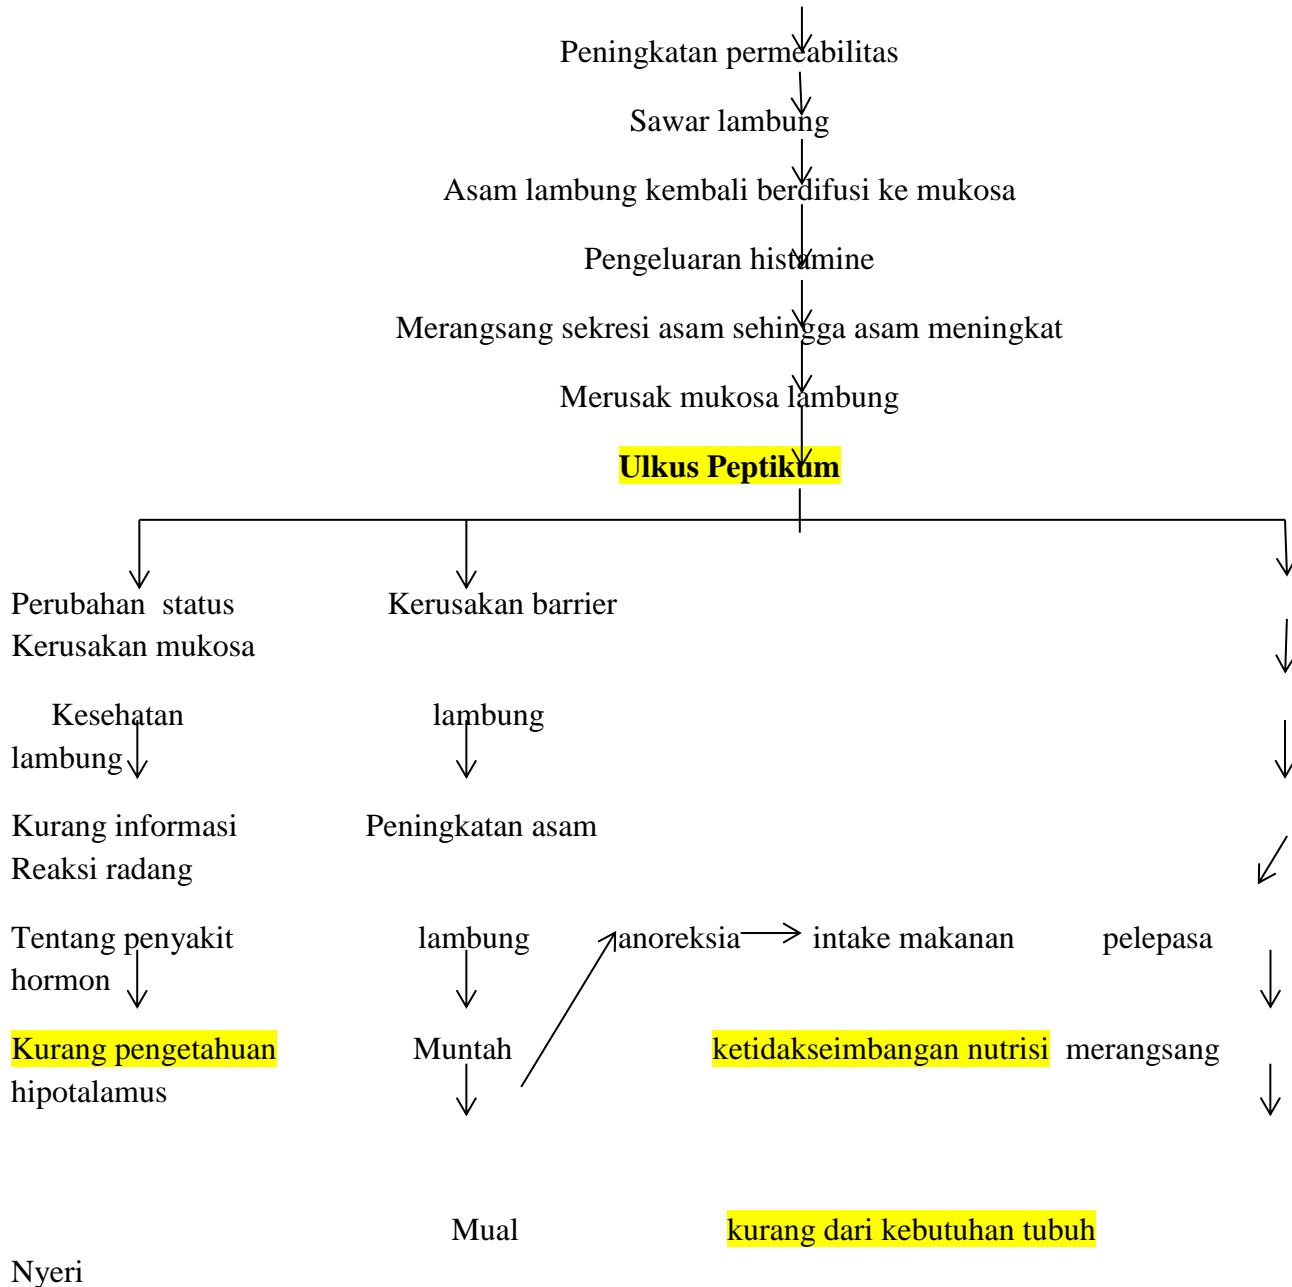 Peningkatan permeabilitas
Sawar lambung
Asam lambung kembali berdifusi ke mukosa
Pengeluaran histamine
Merangsang sekresi asam sehingga asam meningkat
Merusak mukosa lambung
Ulkus Peptikum
Perubahan status Kerusakan barrier
Kerusakan mukosa
Kesehatan lambung
lambung
Kurang informasi Peningkatan asam
Reaksi radang
Tentang penyakit lambung anoreksia intake makanan pelepasa
hormon
Kurang pengetahuan Muntah ketidakseimbangan nutrisi merangsang
hipotalamus
Mual kurang dari kebutuhan tubuh
Nyeri